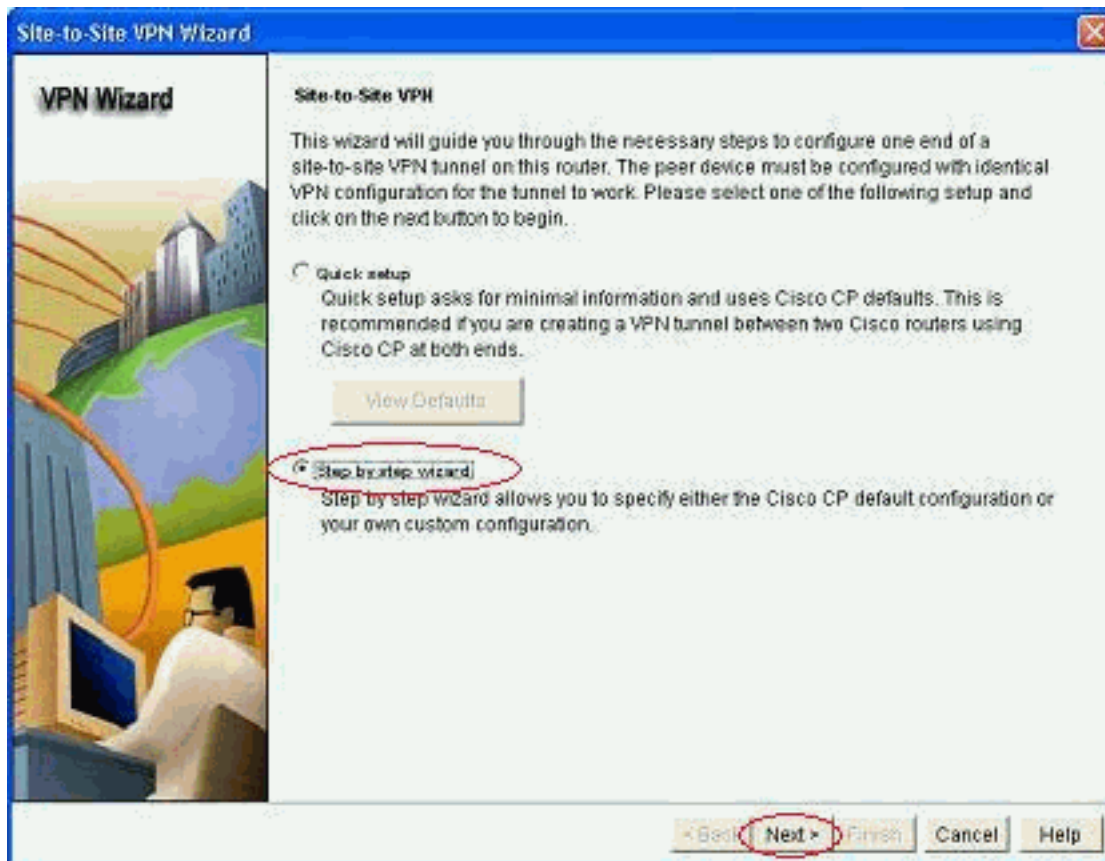 Site-to-Site VPN Wizard
VPN Wizard
Site-to-Site VPN
This wizard will guide you through the necessary steps to configure one end of a
site-to-site VPN tunnel on this router. The peer device must be configured with identical
VPN configuration for the tunnel to work. Please select one of the following setup and
click on the next button to begin.
Quick setup
Quick setup asks for minimal information and uses Cisco CP defaults. This is
recommended if you are creating a VPN tunnel between two Cisco routers using
Cisco CP at both ends.
View Defaults
Step by step wizard
Step by step wizard allows you to specify either the Cisco CP default configuration or
your own custom configuration.
< Back Next > Finish Cancel Help